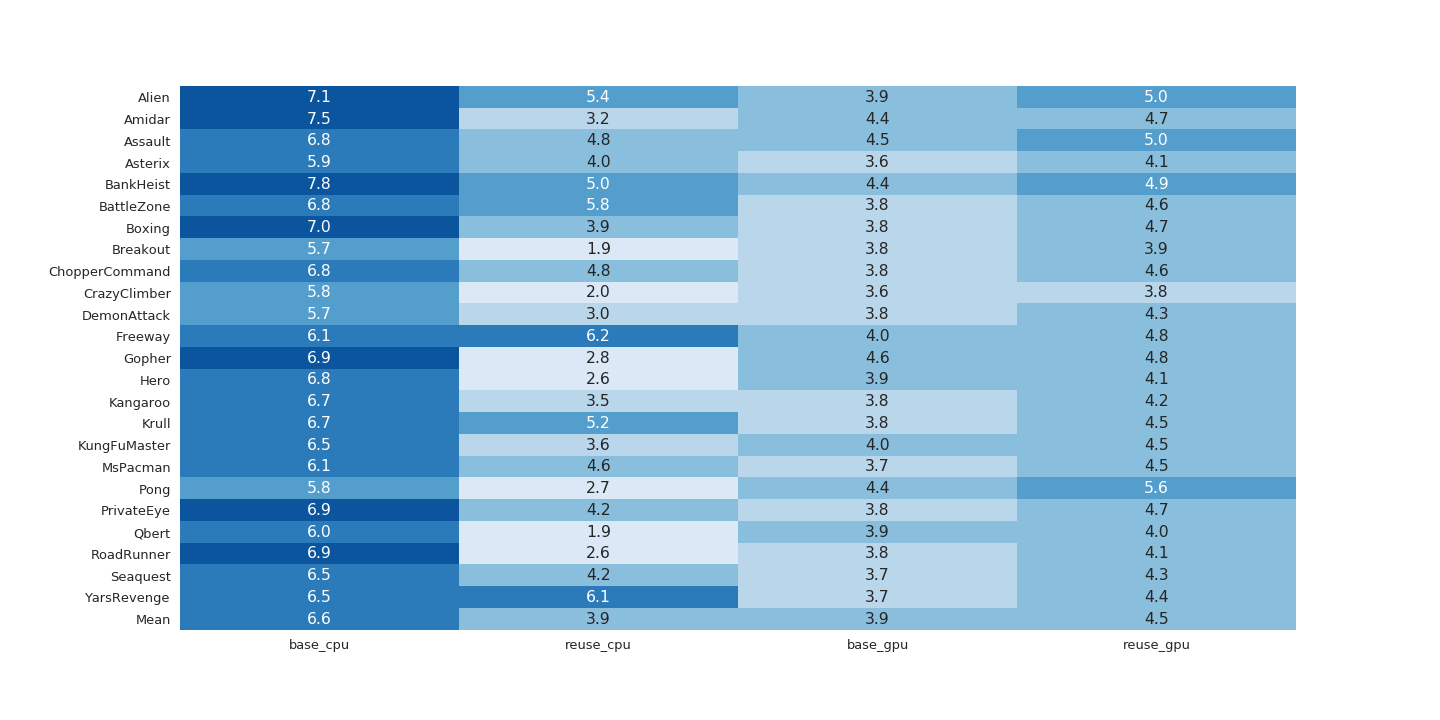 Alien 7.1 5.4 3.9 5.0
Amidar 7.5 3.2 4.4 4.7
Assault 6.8 4.8 4.5 5.0
Asterix 5.9 4.0 3.6 4.1
BankHeist 7.8 5.0 4.4 4.9
BattleZone 6.8 5.8 3.8 4.6
Boxing 7.0 3.9 3.8 4.7
Breakout 5.7 1.9 3.8 3.9
ChopperCommand 6.8 4.8 3.8 4.6
CrazyClimber 5.8 2.0 3.6 3.8
DemonAttack 5.7 3.0 3.8 4.3
Freeway 6.1 6.2 4.0 4.8
Gopher 6.9 2.8 4.6 4.8
Hero 6.8 2.6 3.9 4.1
Kangaroo 6.7 3.5 3.8 4.2
Krull 6.7 5.2 3.8 4.5
KungFuMaster 6.5 3.6 4.0 4.5
MsPacman 6.1 4.6 3.7 4.5
Pong 5.8 2.7 4.4 5.6
PrivateEye 6.9 4.2 3.8 4.7
Qbert 6.0 1.9 3.9 4.0
RoadRunner 6.9 2.6 3.8 4.1
Seaquest 6.5 4.2 3.7 4.3
YarsRevenge 6.5 6.1 3.7 4.4
Mean 6.6 3.9 3.9 4.5
base_cpu reuse_cpu base_gpu reuse_gpu